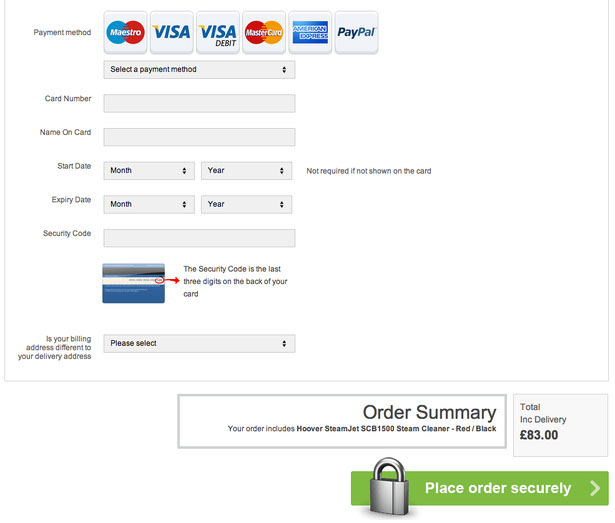 Payment method
Maestro
VISA
VISA
DEBIT
MasterCard
AMERICAN
EXPRESS
PayPal
Select a payment method
Card Number
Name On Card
Start Date
Month
Year
Not required if not shown on the card
Expiry Date
Month
Year
Security Code
The Security Code is the last
three digits on the back of your
card
Is your billing
address different to
your delivery address
Please select
Order Summary
Your order includes Hoover SteamJet SCB1500 Steam Cleaner - Red / Black
Total
Inc Delivery
£83.00
Place order securely